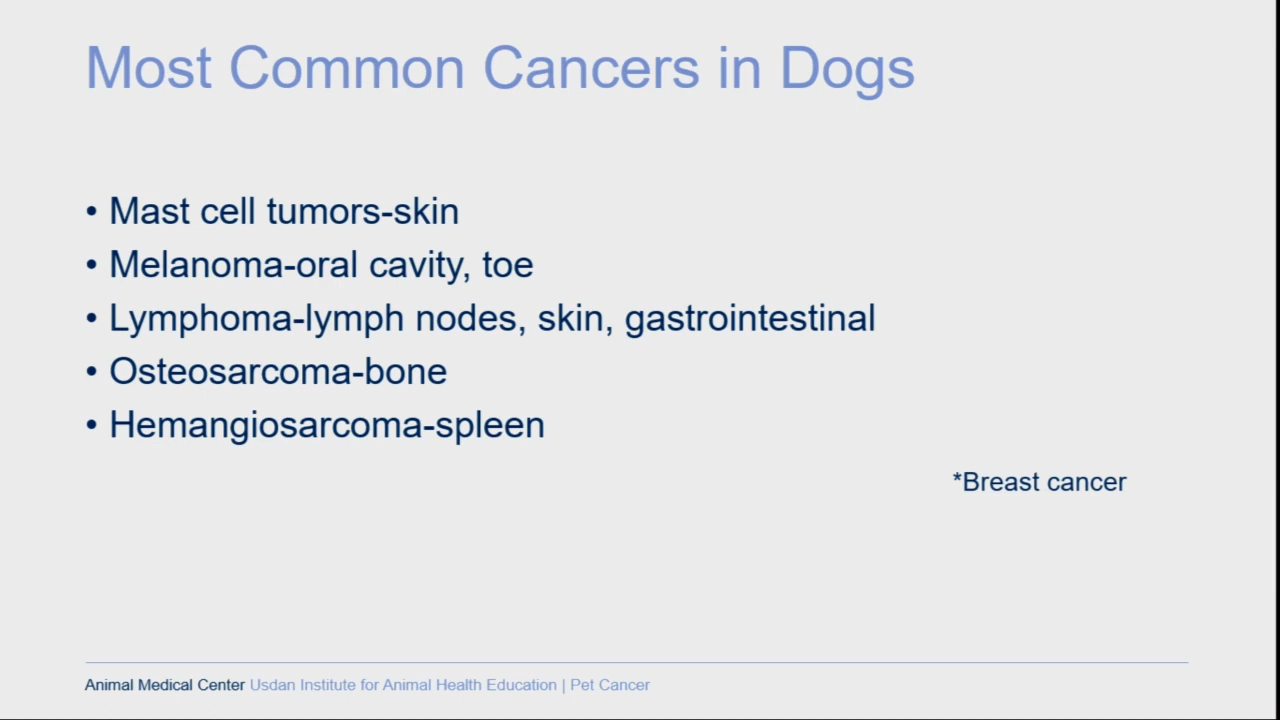 Most Common Cancers in Dogs
• Mast cell tumors-skin
• Melanoma-oral cavity, toe
• Lymphoma-lymph nodes, skin, gastrointestinal
• Osteosarcoma-bone
• Hemangiosarcoma-spleen
*Breast cancer
Animal Medical Center Usdan Institute for Animal Health Education | Pet Cancer